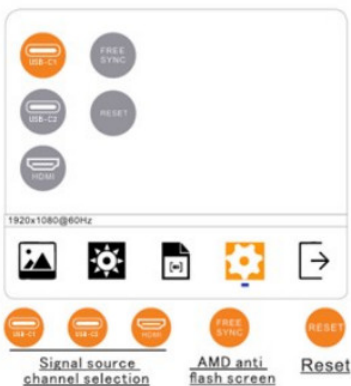 USB-C1
FREE
SYNC
USB-C2
RESET
HDMI
1920x1080@60Hz
USB-C1
USB-C2
HDMI
FREE
SYNC
RESET
Signal source
channel selection
AMD anti
flash screen
Reset